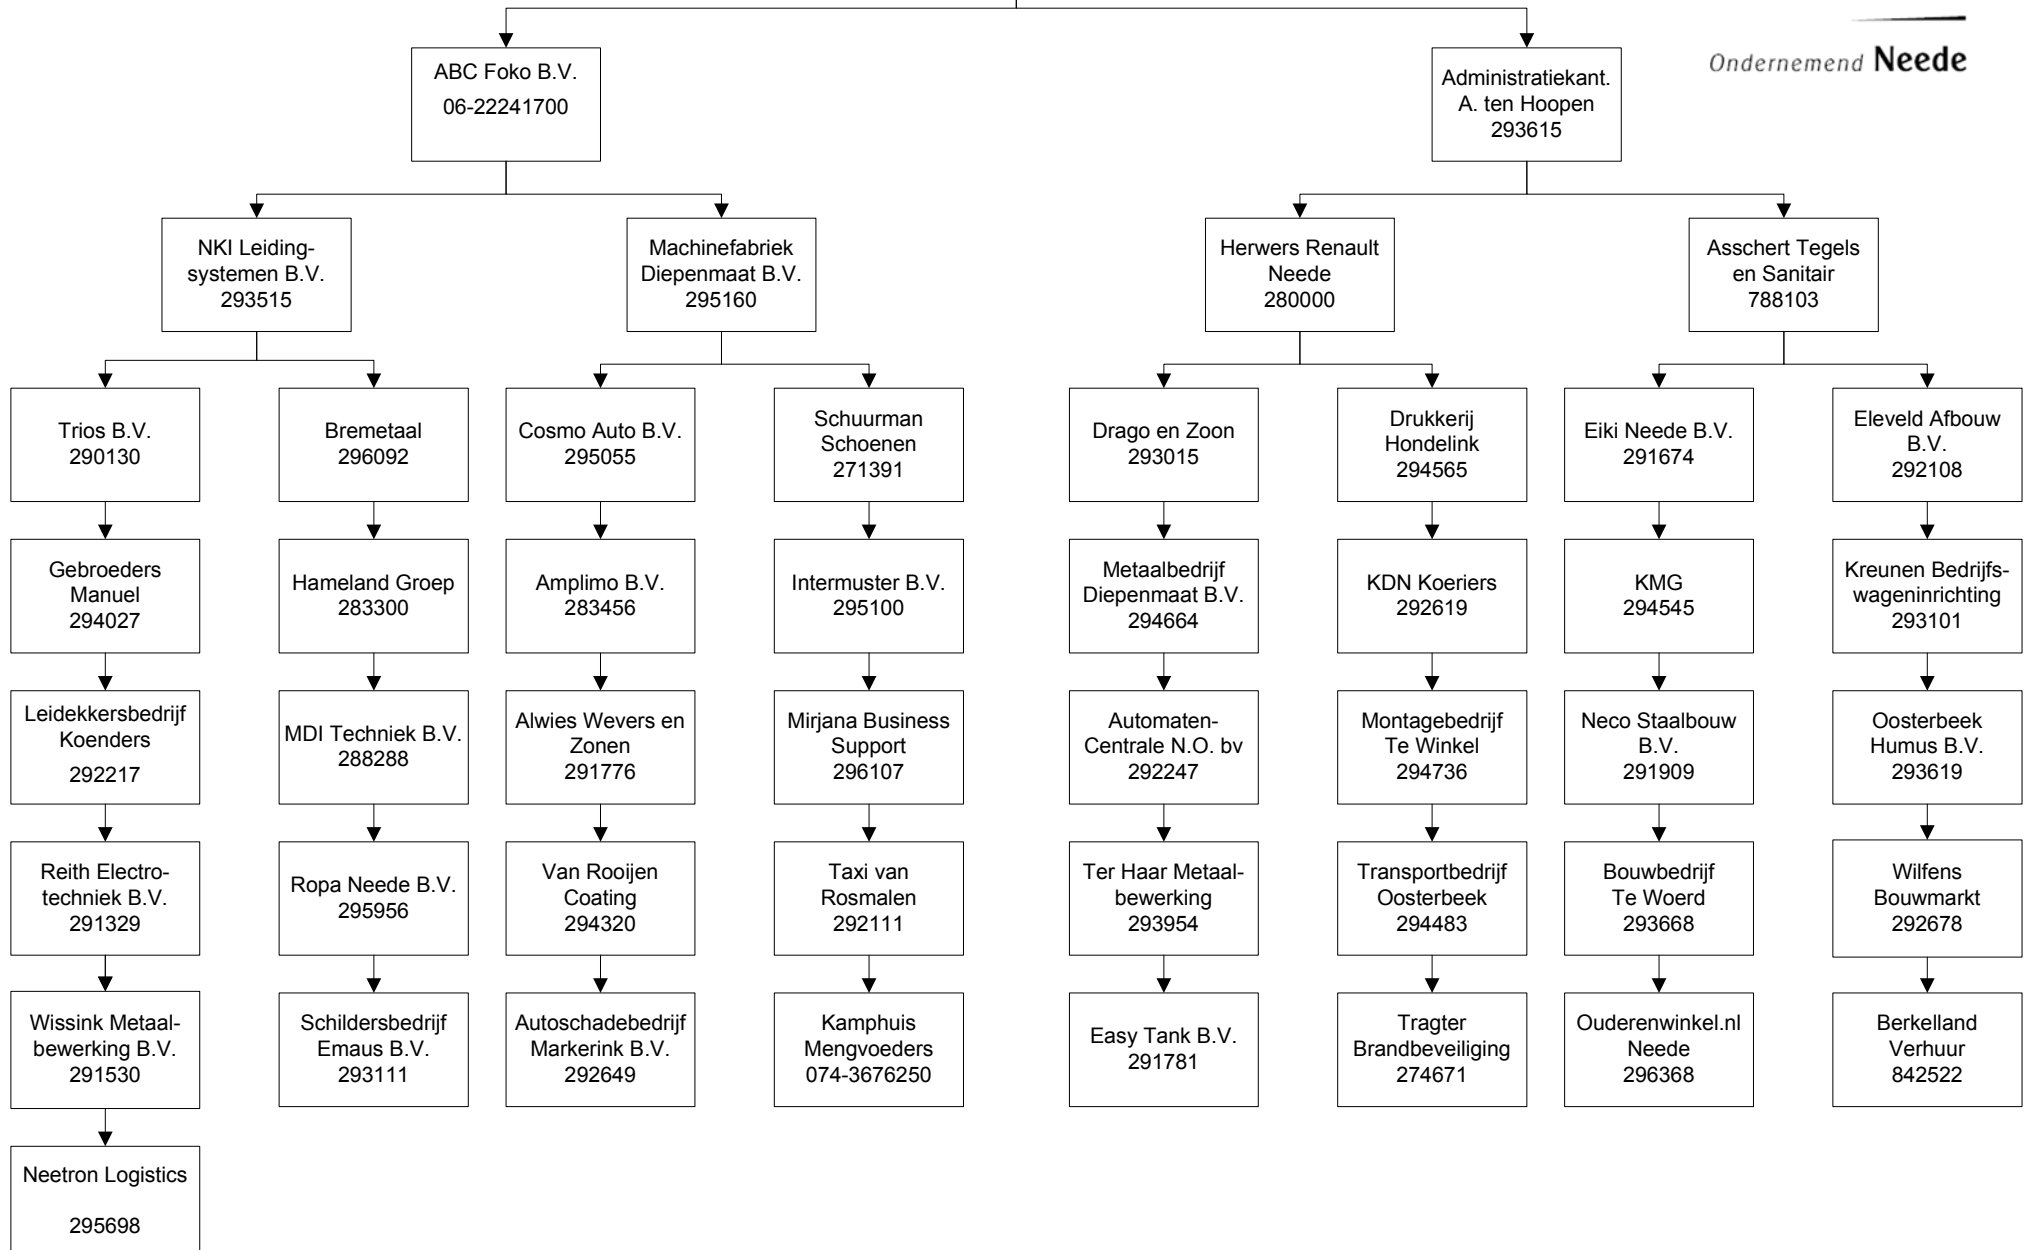 Ondernemend Neede
ABC Foko B.V.
06-22241700
Administratiekant.
A. ten Hoopen
293615
NKI Leiding-
systemen B.V.
293515
Machinefabriek
Diepenmaat B.V.
295160
Herwers Renault
Neede
280000
Asschert Tegels
en Sanitair
788103
Trios B.V.
290130
Bremetaal
296092
Cosmo Auto B.V.
295055
Schuurman
Schoenen
271391
Drago en Zoon
293015
Drukkerij
Hondelink
294565
Eiki Neede B.V.
291674
Eleveld Afbouw
B.V.
292108
Gebroeders
Manuel
294027
Hameland Groep
283300
Amplimo B.V.
283456
Intermuster B.V.
295100
Metaalbedrijf
Diepenmaat B.V.
294664
KDN Koeriers
292619
KMG
294545
Kreunen Bedrijfs-
wageninrichting
293101
Leidekkersbedrijf
Koenders
292217
MDI Techniek B.V.
288288
Alwies Wevers en
Zonen
291776
Mirjana Business
Support
296107
Automaten-
Centrale N.O. bv
292247
Montagebedrijf
Te Winkel
294736
Neco Staalbouw
B.V.
291909
Oosterbeek
Humus B.V.
293619
Reith Electro-
techniek B.V.
291329
Ropa Neede B.V.
295956
Van Rooijen
Coating
294320
Taxi van
Rosmalen
292111
Ter Haar Metaal-
bewerking
293954
Transportbedrijf
Oosterbeek
294483
Bouwbedrijf
Te Woerd
293668
Wilfens
Bouwmarkt
292678
Wissink Metaal-
bewerking B.V.
291530
Schildersbedrijf
Emaus B.V.
293111
Autoschadebedrijf
Markerink B.V.
292649
Kamphuis
Mengvoeders
074-3676250
Easy Tank B.V.
291781
Tragter
Brandbeveiliging
274671
Ouderenwinkel.nl
Neede
296368
Berkelland
Verhuur
842522
Neetron Logistics
295698